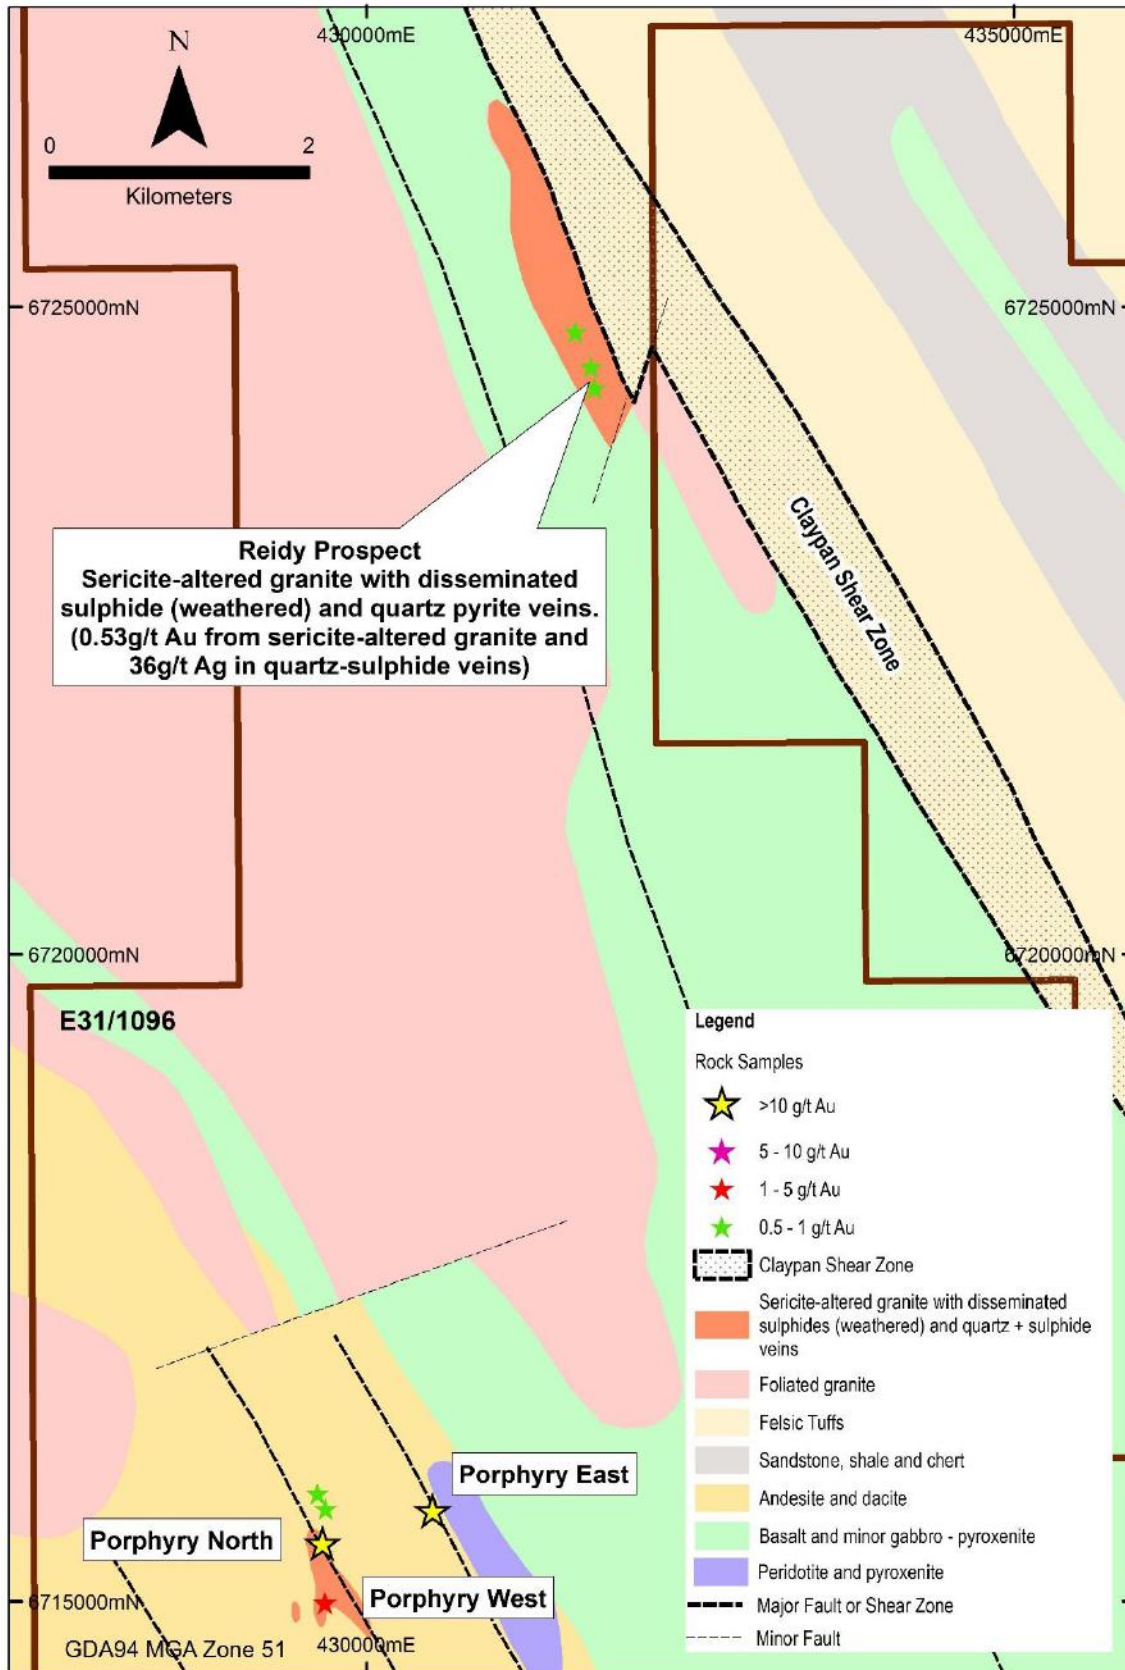 430000mE
435000mE
N
0 2
Kilometers
6725000mN
6725000mN
Reidy Prospect
Sericite-altered granite with disseminated
sulphide (weathered) and quartz pyrite veins.
(0.53g/t Au from sericite-altered granite and
36g/t Ag in quartz-sulphide veins)
Claypan Shear Zone
6720000mN
6720000mN
E31/1096
Legend
Rock Samples
>10 g/t Au
5 - 10 g/t Au
1 - 5 g/t Au
0.5 - 1 g/t Au
Claypan Shear Zone
Sericite-altered granite with disseminated
sulphides (weathered) and quartz + sulphide
veins
Foliated granite
Felsic Tuffs
Sandstone, shale and chert
Andesite and dacite
Basalt and minor gabbro - pyroxenite
Peridotite and pyroxenite
Major Fault or Shear Zone
Minor Fault
Porphyry East
Porphyry North
Porphyry West
6715000mN
GDA94 MGA Zone 51
430000mE